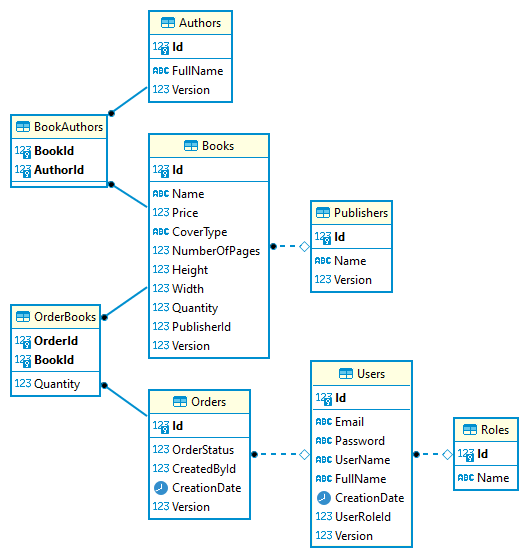 Authors
123 Id
ABC FullName
123 Version
BookAuthors
123 BookId
123 AuthorId
Books
123 Id
ABC Name
123 Price
ABC CoverType
123 NumberOfPages
123 Height
123 Width
123 Quantity
123 PublisherId
123 Version
Publishers
123 Id
ABC Name
123 Version
OrderBooks
123 OrderId
123 BookId
123 Quantity
Orders
123 Id
123 OrderStatus
123 CreatedById
CreationDate
123 Version
Users
123 Id
ABC Email
ABC Password
ABC UserName
ABC FullName
CreationDate
123 UserRoleId
123 Version
Roles
123 Id
ABC Name